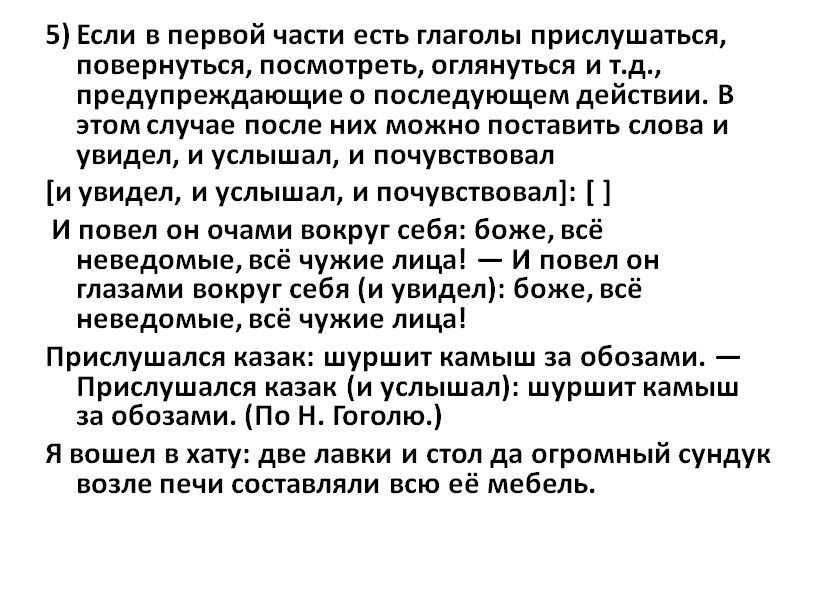 5) Если в первой части есть глаголы прислушаться,
повернуться, посмотреть, оглянуться и т.д.,
предупреждающие о последующем действии. В
этом случае после них можно поставить слова и
увидел, и услышал, и почувствовал
[и увидел, и услышал, и почувствовал]: [ ]
И повел он очами вокруг себя: боже, всё
неведомые, всё чужие лица! — И повел он
глазами вокруг себя (и увидел): боже, всё
неведомые, всё чужие лица!
Прислушался казак: шуршит камыш за обозами. —
Прислушался казак (и услышал): шуршит камыш
за обозами. (По Н. Гоголю.)
Я вошел в хату: две лавки и стол да огромный сундук
возле печи составляли всю её мебель.